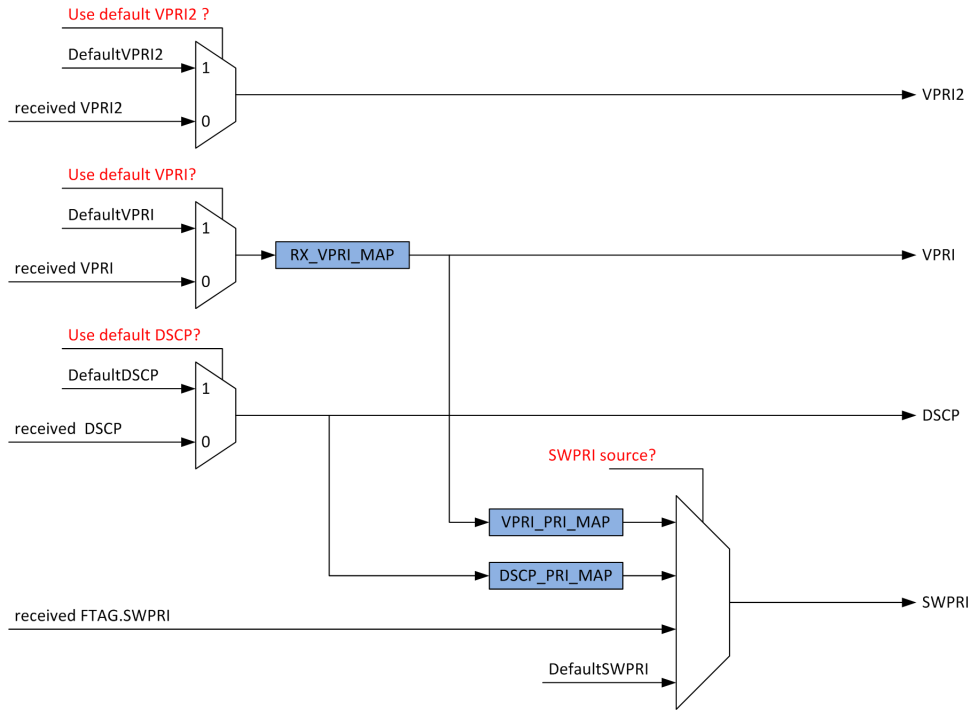 Use default VPRI2 ?
DefaultVPRI2
1
VPRI2
received VPRI2
0
Use default VPRI?
DefaultVPRI
1
RX_VPRI_MAP
VPRI
received VPRI
0
Use default DSCP?
DefaultDSCP
1
DSCP
received  DSCP
0
SWPRI source?
VPRI_PRI_MAP
DSCP_PRI_MAP
SWPRI
received FTAG.SWPRI
DefaultSWPRI